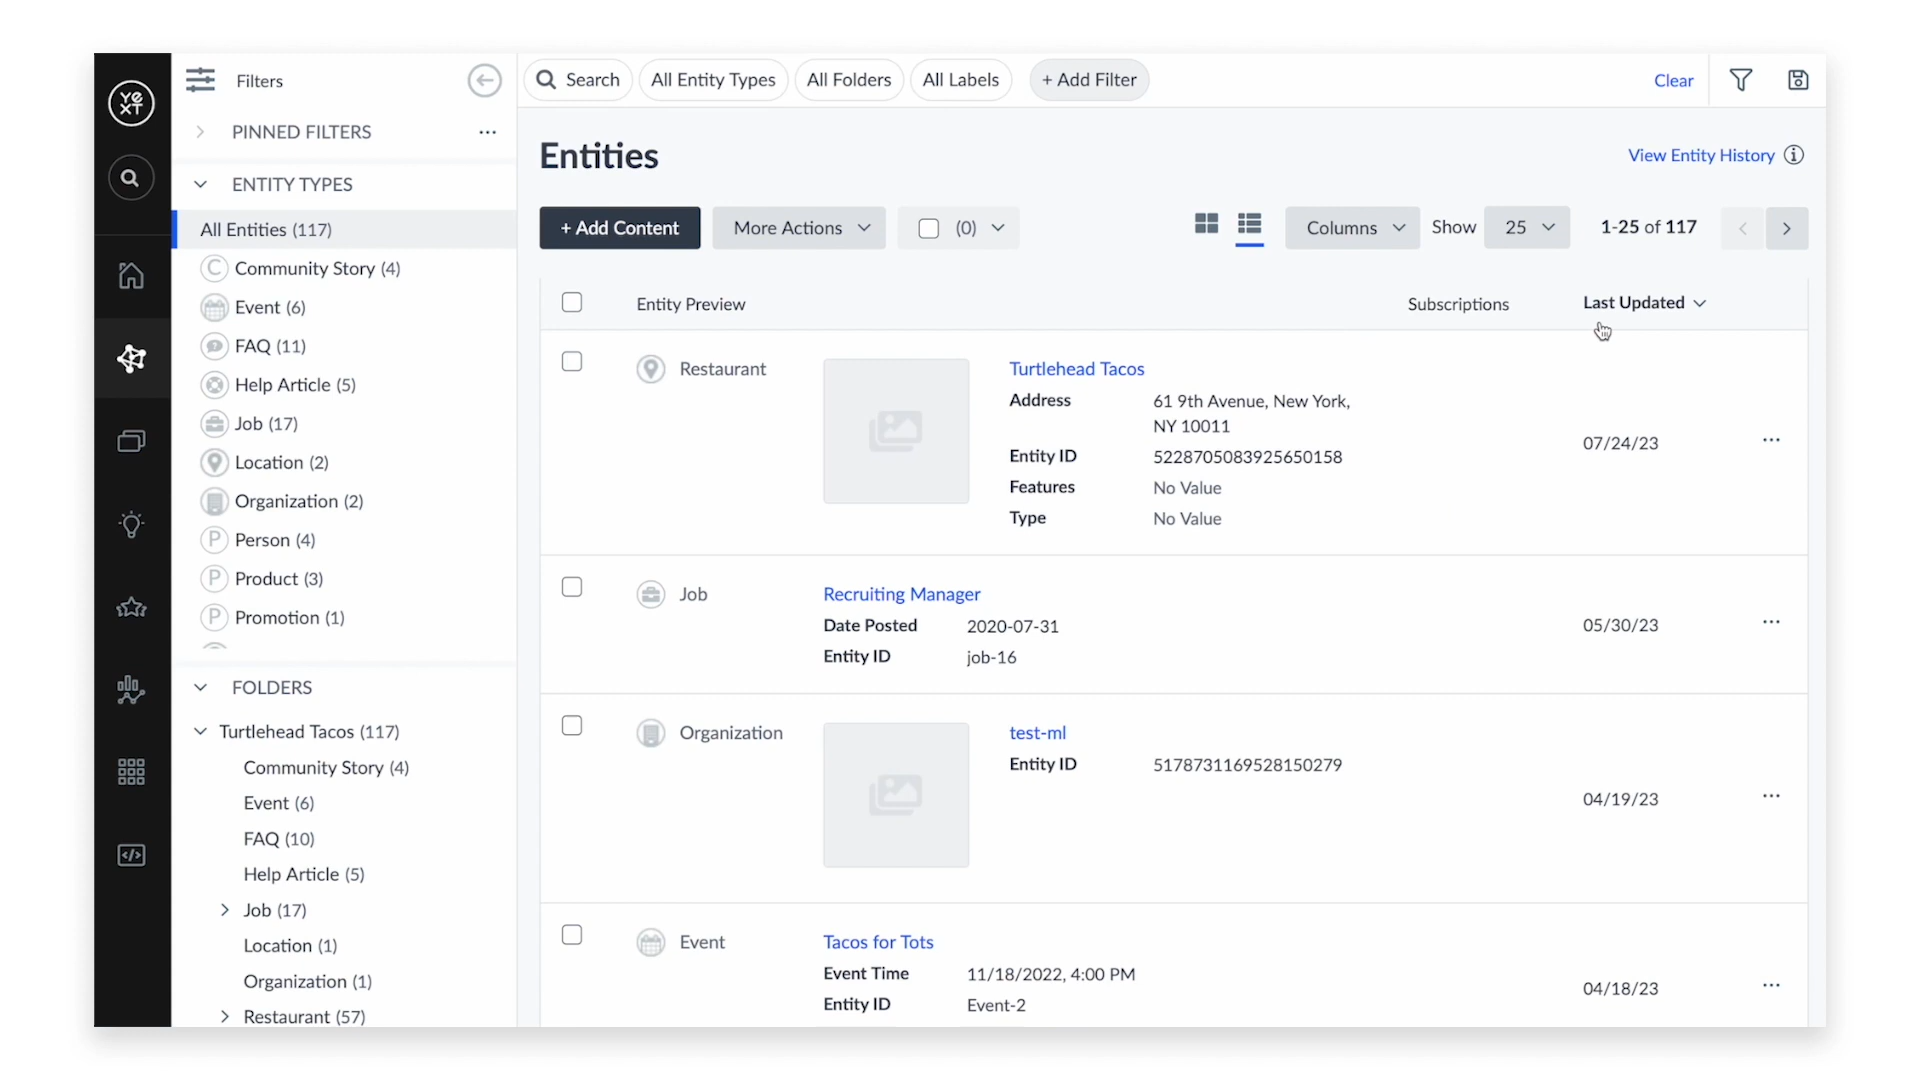 YEXT
Filters
PINNED FILTERS
ENTITY TYPES
All Entities (117)
C Community Story (4)
Event (6)
FAQ (11)
Help Article (5)
Job (17)
Location (2)
Organization (2)
P Person (4)
P Product (3)
P Promotion (1)
FOLDERS
Turtlehead Tacos (117)
Community Story (4)
Event (6)
FAQ (10)
Help Article (5)
Job (17)
Location (1)
Organization (1)
Restaurant (57)
Search All Entity Types All Folders All Labels + Add Filter Clear
Entities View Entity History
+ Add Content More Actions (0) Columns Show 25 1-25 of 117
Entity Preview Subscriptions Last Updated
Restaurant Turtlehead Tacos
Address 61 9th Avenue, New York,
NY 10011
07/24/23
Entity ID 5228705083925650158
Features No Value
Type No Value
Job Recruiting Manager
Date Posted 2020-07-31 05/30/23
Entity ID job-16
Organization test-ml
Entity ID 5178731169528150279
04/19/23
Event Tacos for Tots
Event Time 11/18/2022, 4:00 PM
04/18/23
Entity ID Event-2